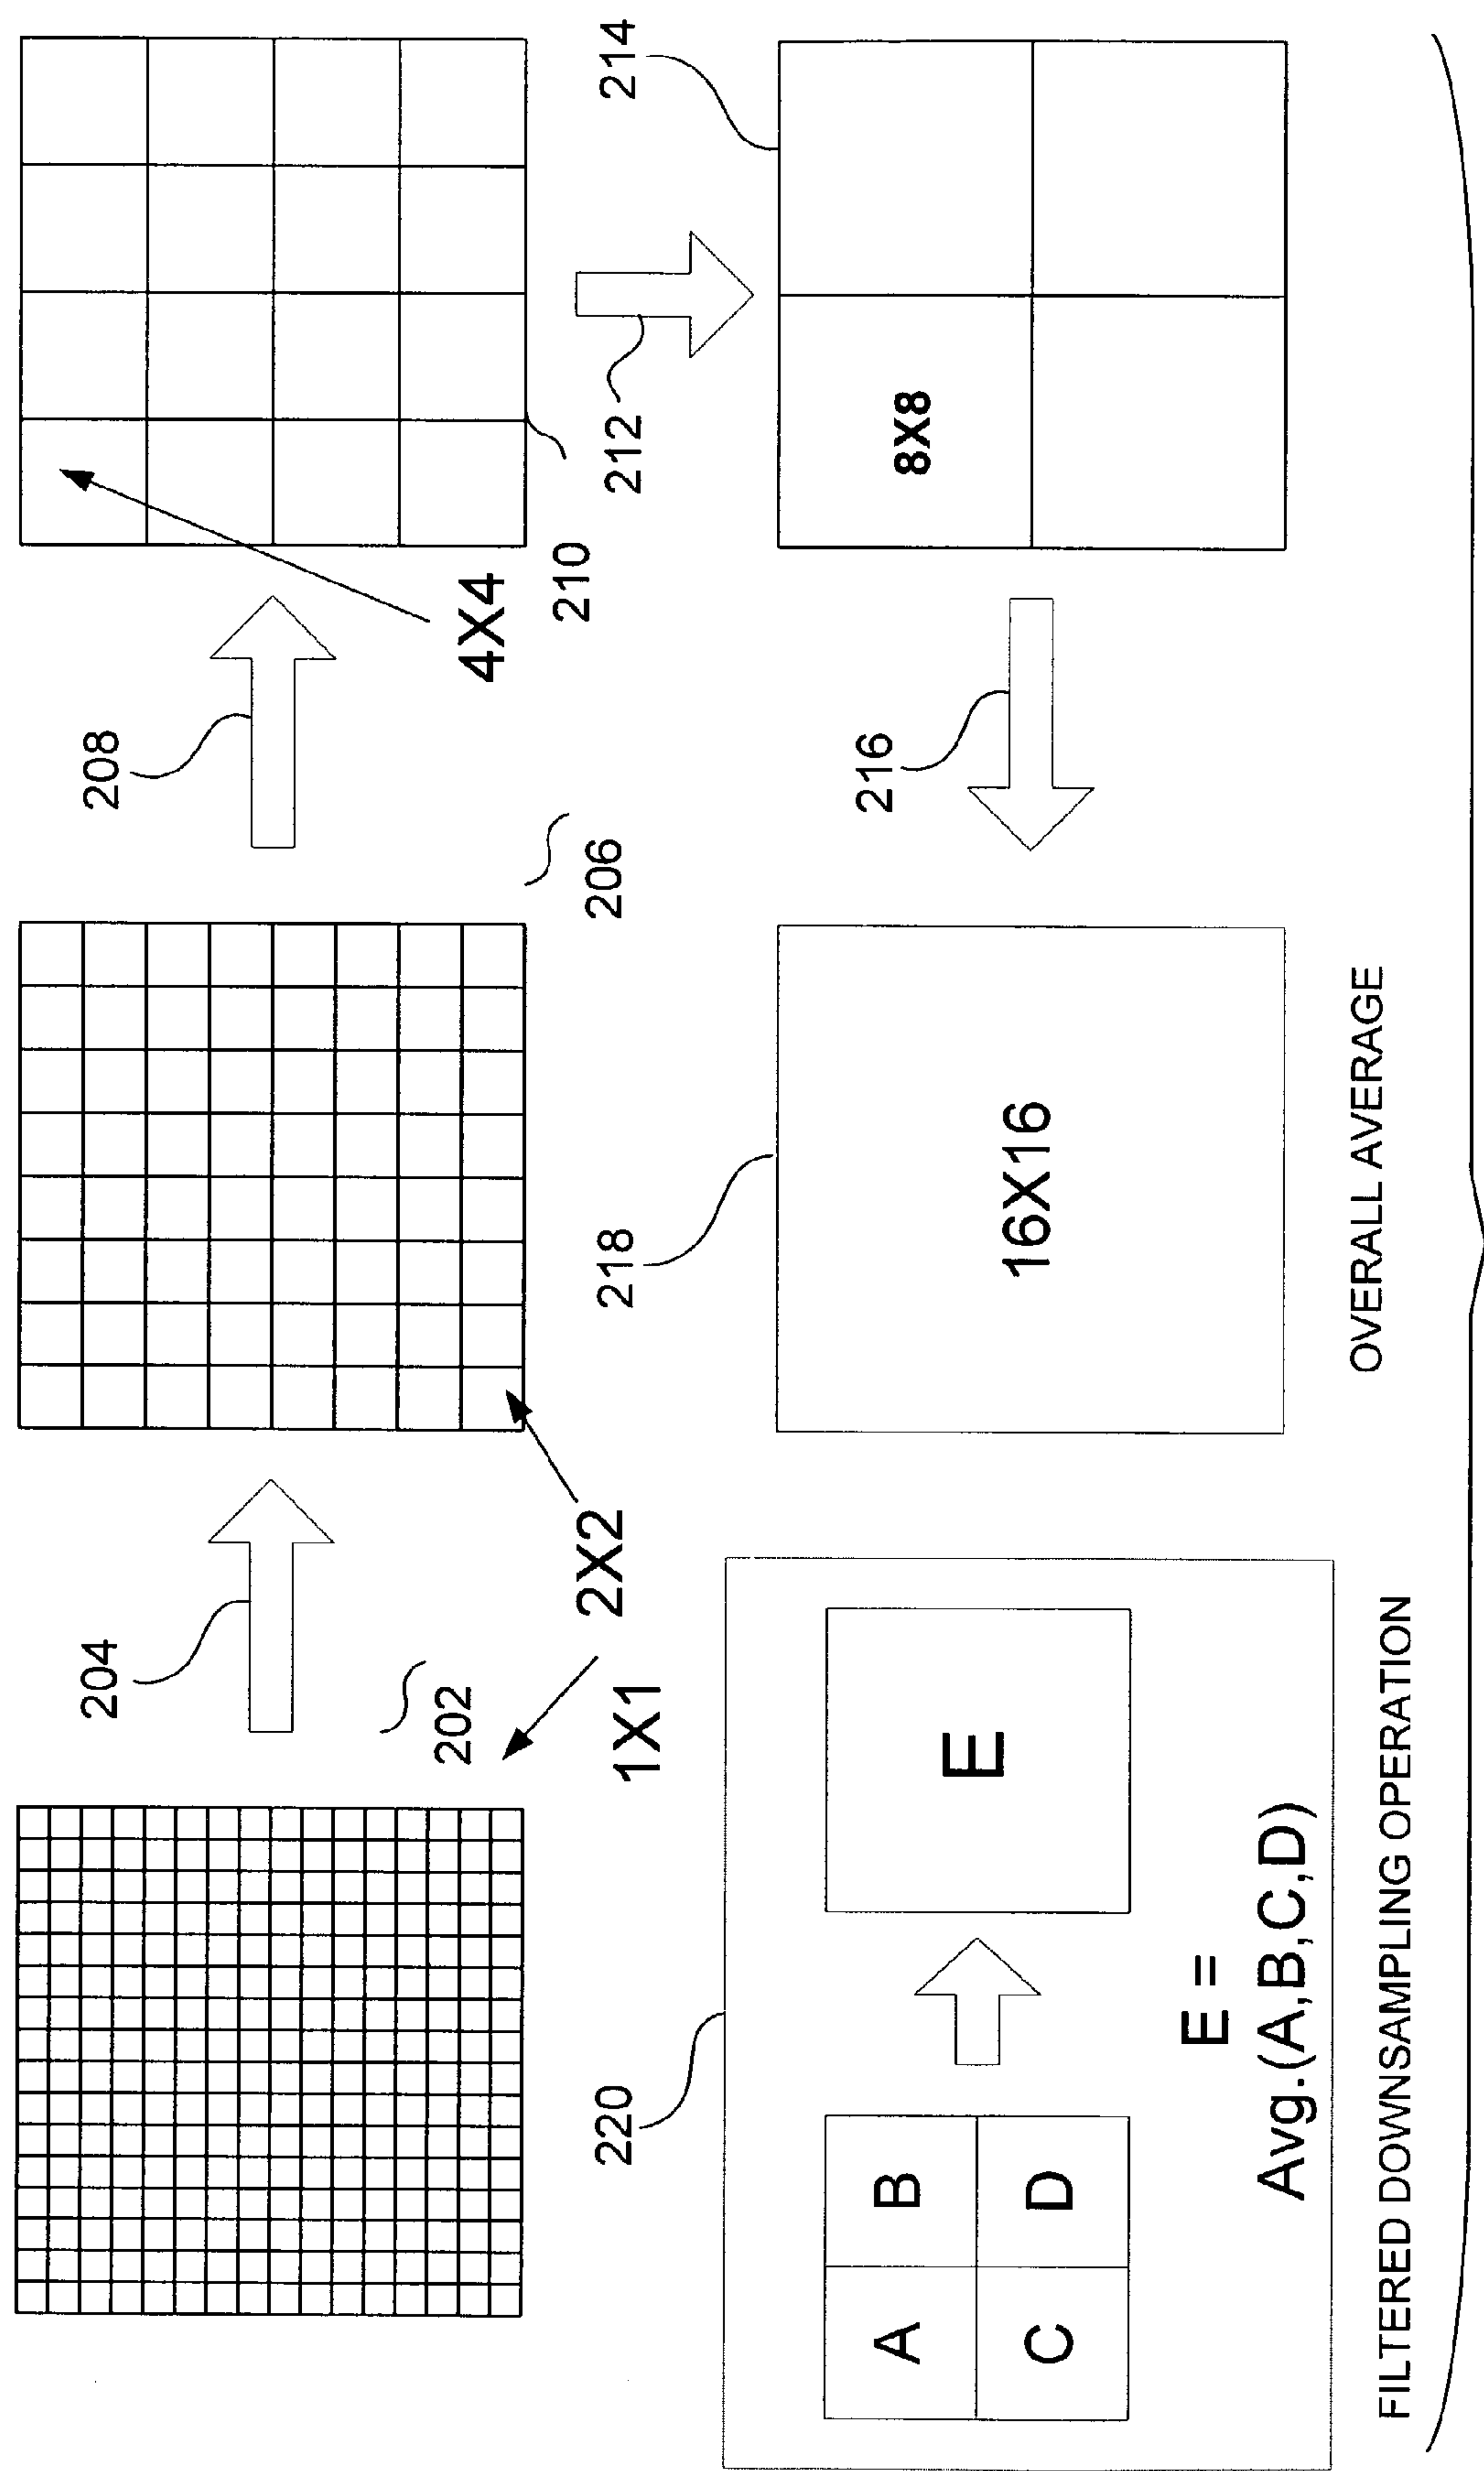 204
208
202
206
1X1
2X2
4X4
210
212
220
218
216
214
A
B
C
D
E
E =
Avg.(A,B,C,D)
16X16
8X8
FILTERED DOWNSAMPLING OPERATION
OVERALL AVERAGE